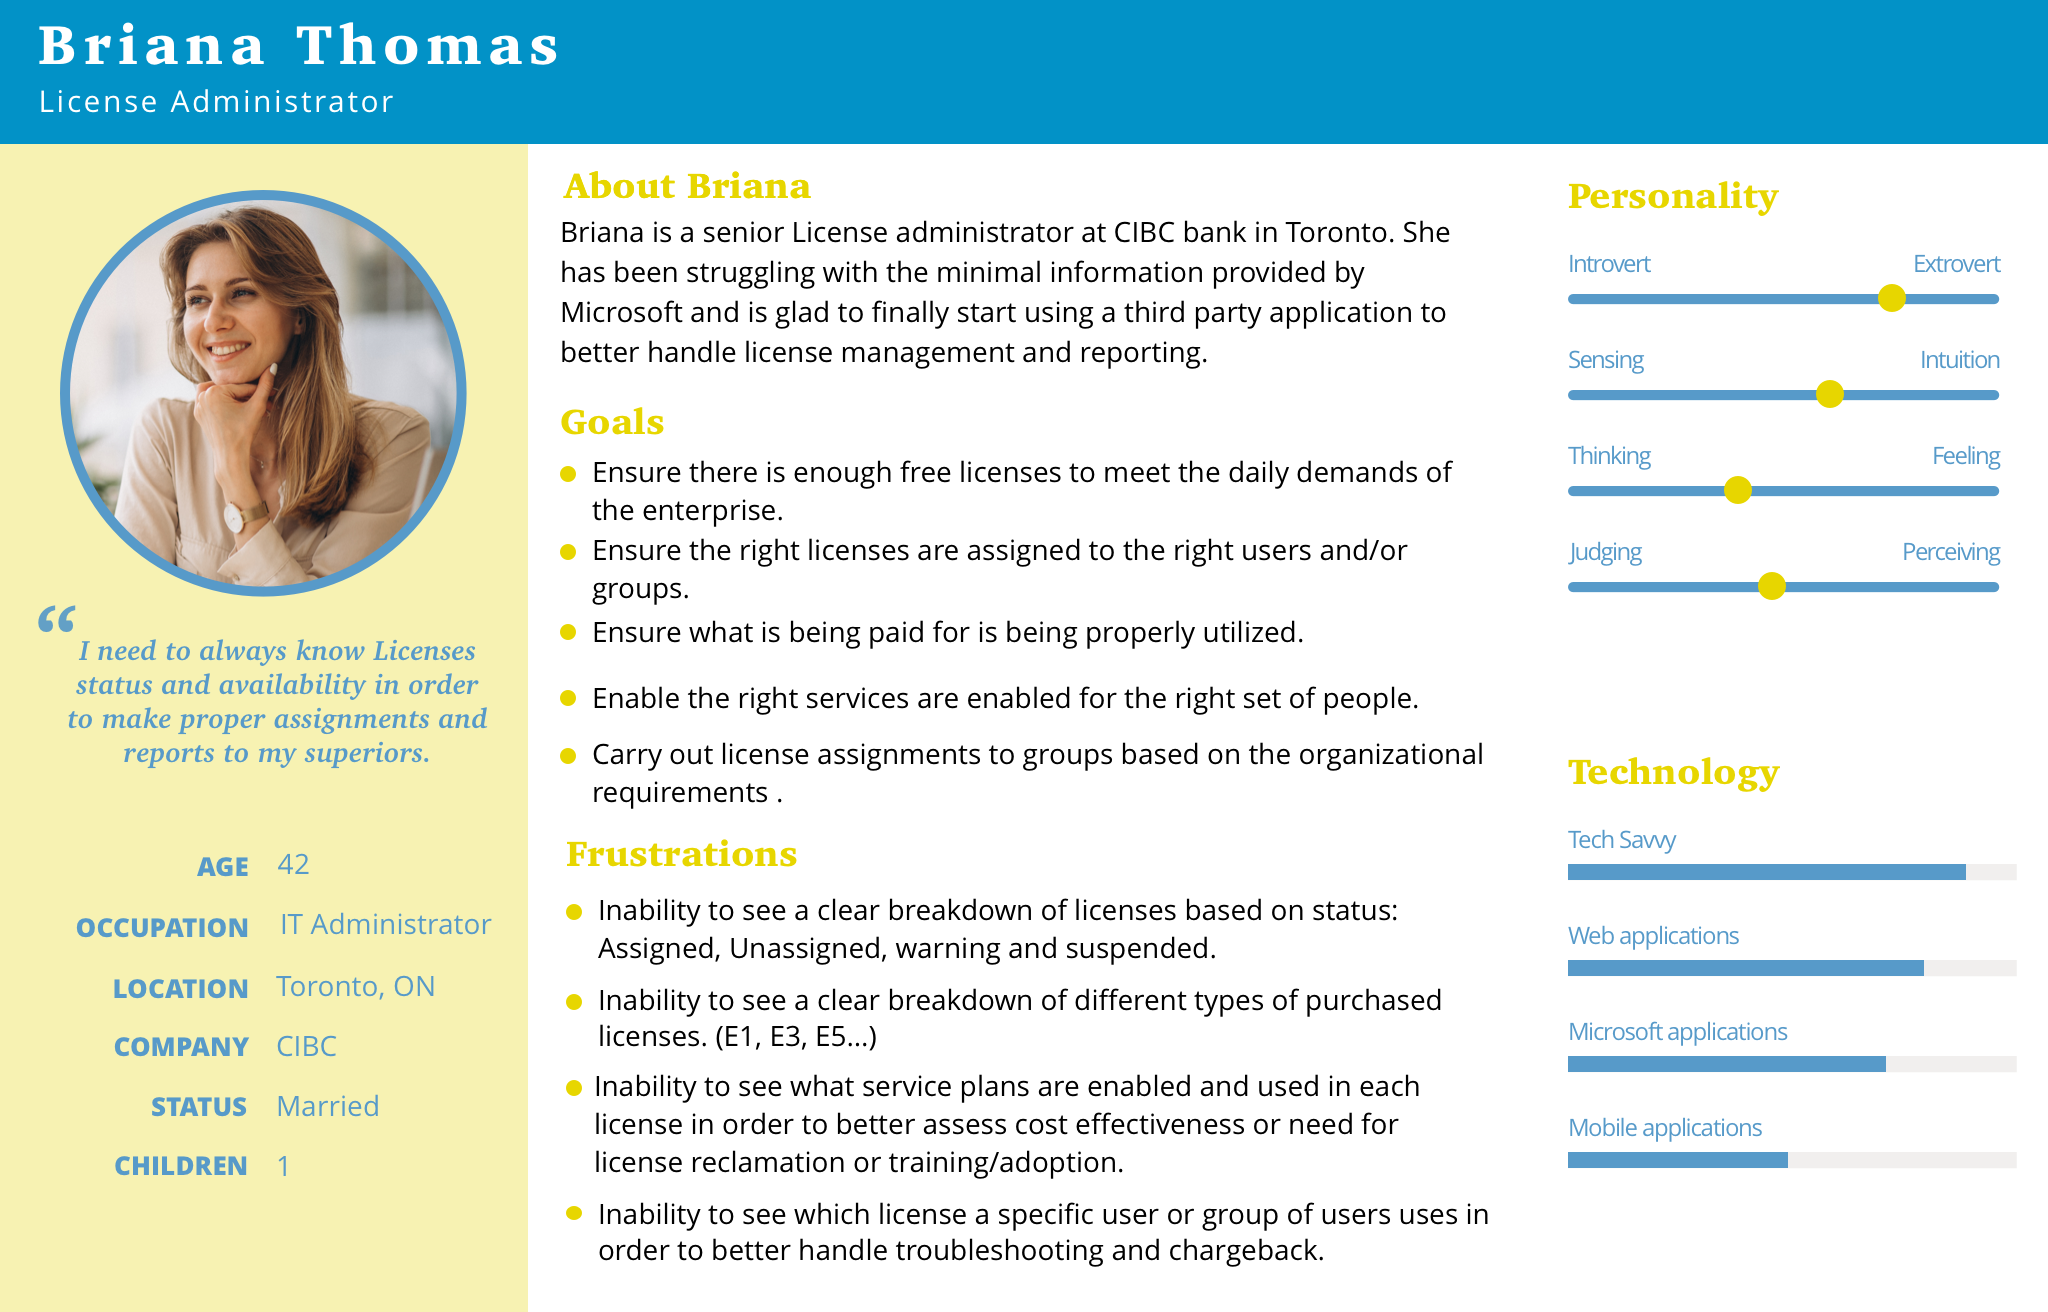 Briana Thomas
License Administrator
“
I need to always know Licenses
status and availability in order
to make proper assignments and
reports to my superiors.
AGE 42
OCCUPATION IT Administrator
LOCATION Toronto, ON
COMPANY CIBC
STATUS Married
CHILDREN 1
About Briana
Briana is a senior License administrator at CIBC bank in Toronto. She
has been struggling with the minimal information provided by
Microsoft and is glad to finally start using a third party application to
better handle license management and reporting.
Goals
Ensure there is enough free licenses to meet the daily demands of
the enterprise.
Ensure the right licenses are assigned to the right users and/or
groups.
Ensure what is being paid for is being properly utilized.
Enable the right services are enabled for the right set of people.
Carry out license assignments to groups based on the organizational
requirements .
Frustrations
Inability to see a clear breakdown of licenses based on status:
Assigned, Unassigned, warning and suspended.
Inability to see a clear breakdown of different types of purchased
licenses. (E1, E3, E5...)
Inability to see what service plans are enabled and used in each
license in order to better assess cost effectiveness or need for
license reclamation or training/adoption.
Inability to see which license a specific user or group of users uses in
order to better handle troubleshooting and chargeback.
Personality
Introvert Extrovert
Sensing Intuition
Thinking Feeling
Judging Perceiving
Technology
Tech Savvy
Web applications
Microsoft applications
Mobile applications